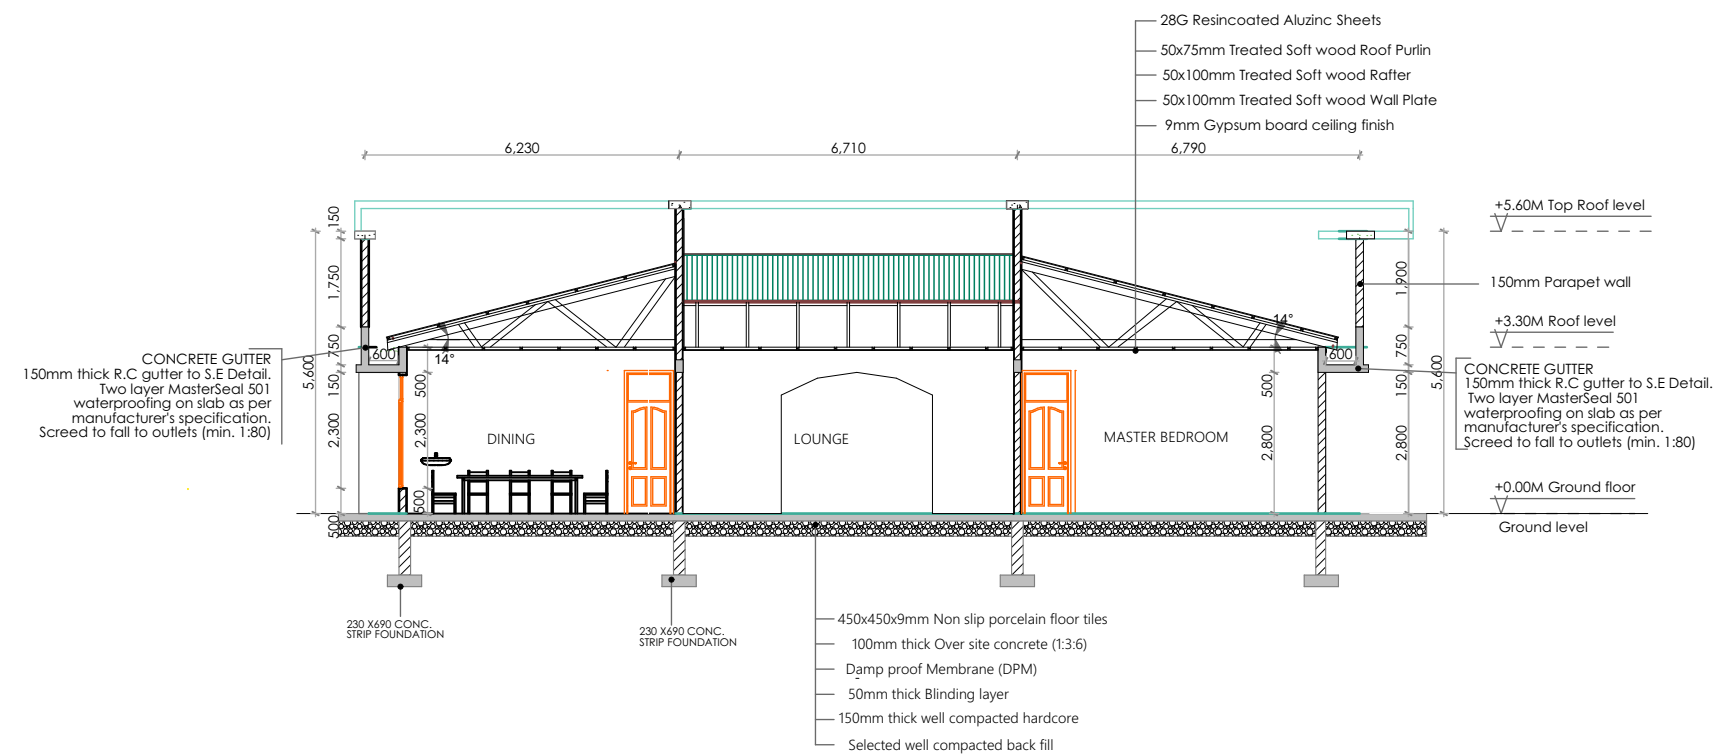 28G Resincoated Aluzinc Sheets
50x75mm Treated Soft wood Roof Purlin
50x100mm Treated Soft wood Rafter
50x100mm Treated Soft wood Wall Plate
9mm Gypsum board ceiling finish
6,230
6,710
6,790
150
1,750
750
5,600
150
2,300
500
+5.60M Top Roof level
150mm Parapet wall
+3.30M Roof level
1,900
750
5,600
150
2,800
14°
14°
600
600
CONCRETE GUTTER
150mm thick R.C gutter to S.E Detail.
Two layer MasterSeal 501
waterproofing on slab as per
manufacturer's specification.
Screed to fall to outlets (min. 1:80)
CONCRETE GUTTER
150mm thick R.C gutter to S.E Detail.
Two layer MasterSeal 501
waterproofing on slab as per
manufacturer's specification.
Screed to fall to outlets (min. 1:80)
500
2,300
500
500
2,800
DINING
LOUNGE
MASTER BEDROOM
+0.00M Ground floor
Ground level
230 X690 CONC.
STRIP FOUNDATION
230 X690 CONC.
STRIP FOUNDATION
450x450x9mm Non slip porcelain floor tiles
100mm thick Over site concrete (1:3:6)
Damp proof Membrane (DPM)
50mm thick Blinding layer
150mm thick well compacted hardcore
Selected well compacted back fill